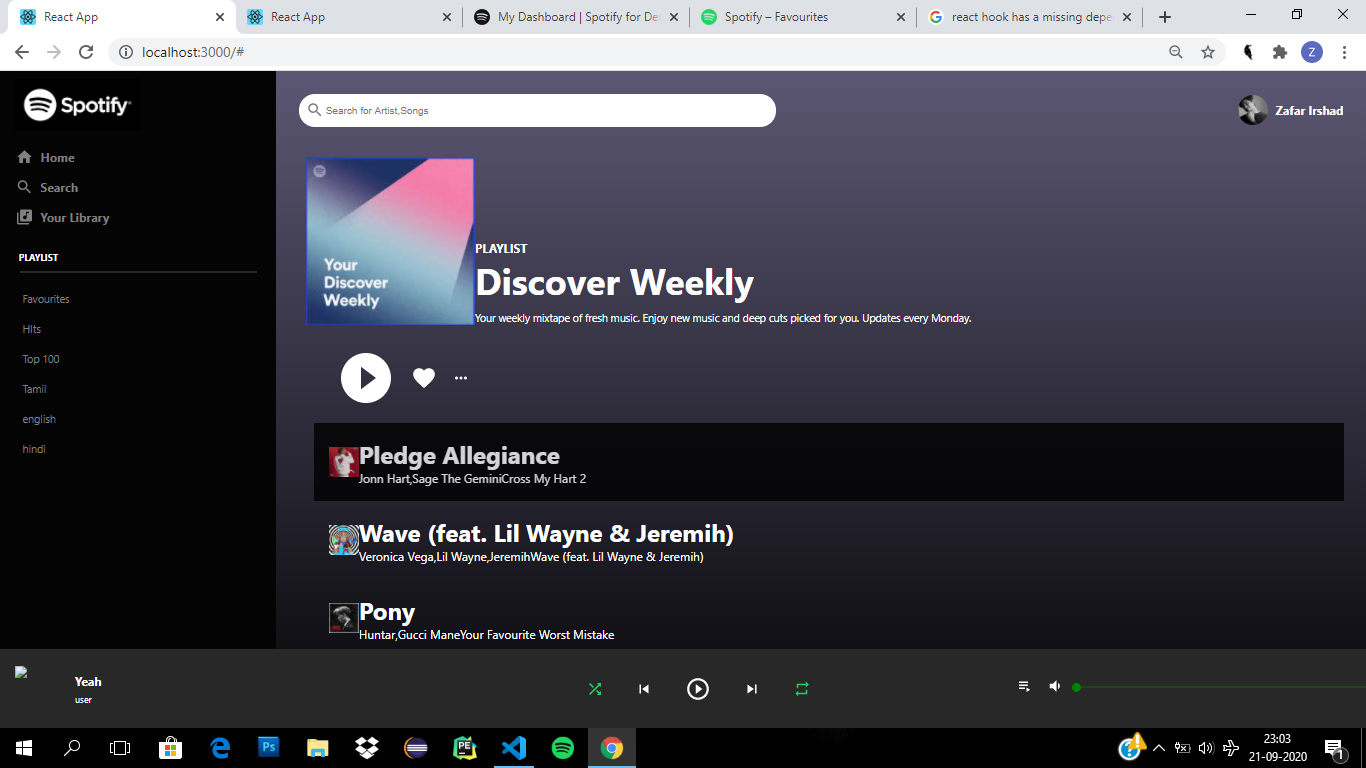 React App
React App
My Dashboard | Spotify for De
Spotify – Favourites
react hook has a missing depe
localhost:3000/#
Z
Spotify
Search for Artist,Songs
Zafar Irshad
Home
Search
Your Library
PLAYLIST
Favourites
HIts
Top 100
Tamil
english
hindi
Your
Discover
Weekly
PLAYLIST
Discover Weekly
Your weekly mixtape of fresh music. Enjoy new music and deep cuts picked for you. Updates every Monday.
Pledge Allegiance
Jonn Hart,Sage The GeminiCross My Hart 2
Wave (feat. Lil Wayne & Jeremih)
Veronica Vega,Lil Wayne,JeremihWave (feat. Lil Wayne & Jeremih)
Pony
Huntar,Gucci ManeYour Favourite Worst Mistake
Yeah
user
Ps
PE
23:03
21-09-2020
1